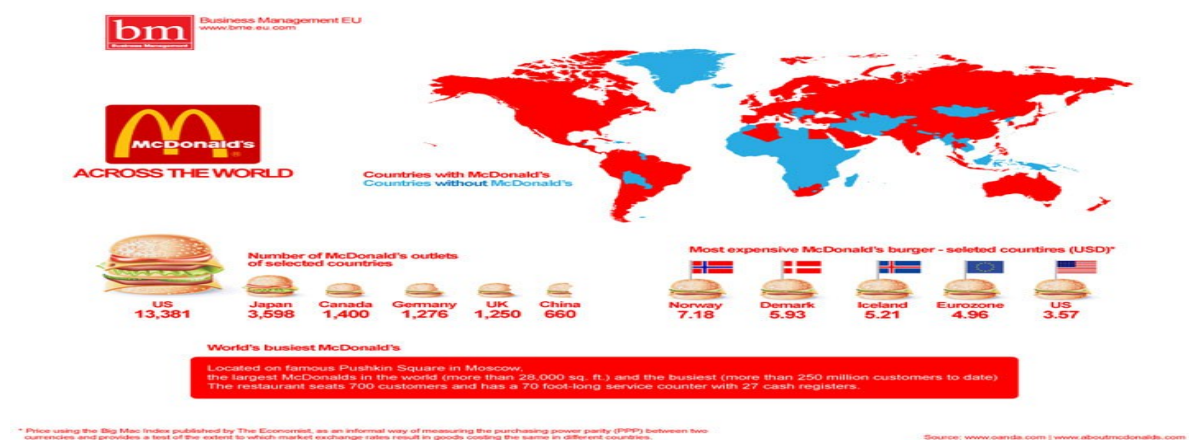 bm
Business Management
Business Management EU
www.bme.eu.com
McDonald's
ACROSS THE WORLD
Countries with McDonald's
Countries without McDonald's
Number of McDonald's outlets
of selected countries
US
13,381
Japan
3,598
Canada
1,400
Germany
1,276
UK
1,250
China
660
Most expensive McDonald's burger - seleted countires (USD)*
Norway
7.18
Demark
5.93
Iceland
5.21
Eurozone
4.96
US
3.57
World's busiest McDonald's
Located on famous Pushkin Square in Moscow,
the largest McDonalds in the world (more than 28,000 sq. ft.) and the busiest (more than 250 million customers to date)
The restaurant seats 700 customers and has a 70 foot-long service counter with 27 cash registers.
* Price using the Big Mac Index published by The Economist, as an informal way of measuring the purchasing power parity (PPP) between two
currencies and provides a test of the extent to which market exchange rates result in goods costing the same in different countries.
Source: www.oanda.com | www.aboutmcdonalds.com